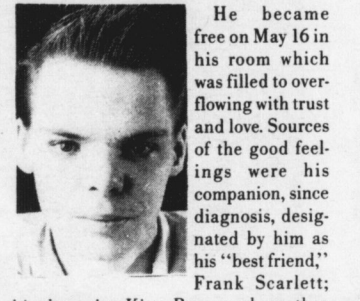 He became
free on May 16 in
his room which
was filled to over-
flowing with trust
and love. Sources
of the good feel-
ings were his
companion, since
diagnosis, desig-
nated by him as
his "best friend,"
Frank Scarlett;